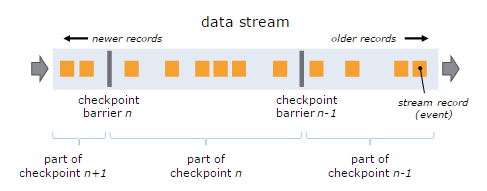 data stream
newer records
older records
checkpoint
barrier n
checkpoint
barrier n-1
stream record
(event)
part of
checkpoint n+1
part of
checkpoint n
part of
checkpoint n-1